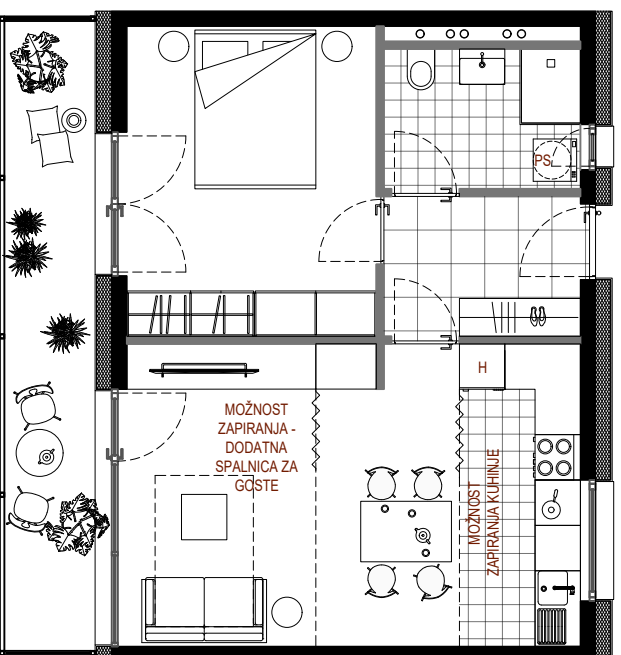 PS
H
MOŽNOST
ZAPIRANJA -
DODATNA
SPALNICA ZA
GOSTE
MOŽNOST
ZAPIRANJA KUHINJE